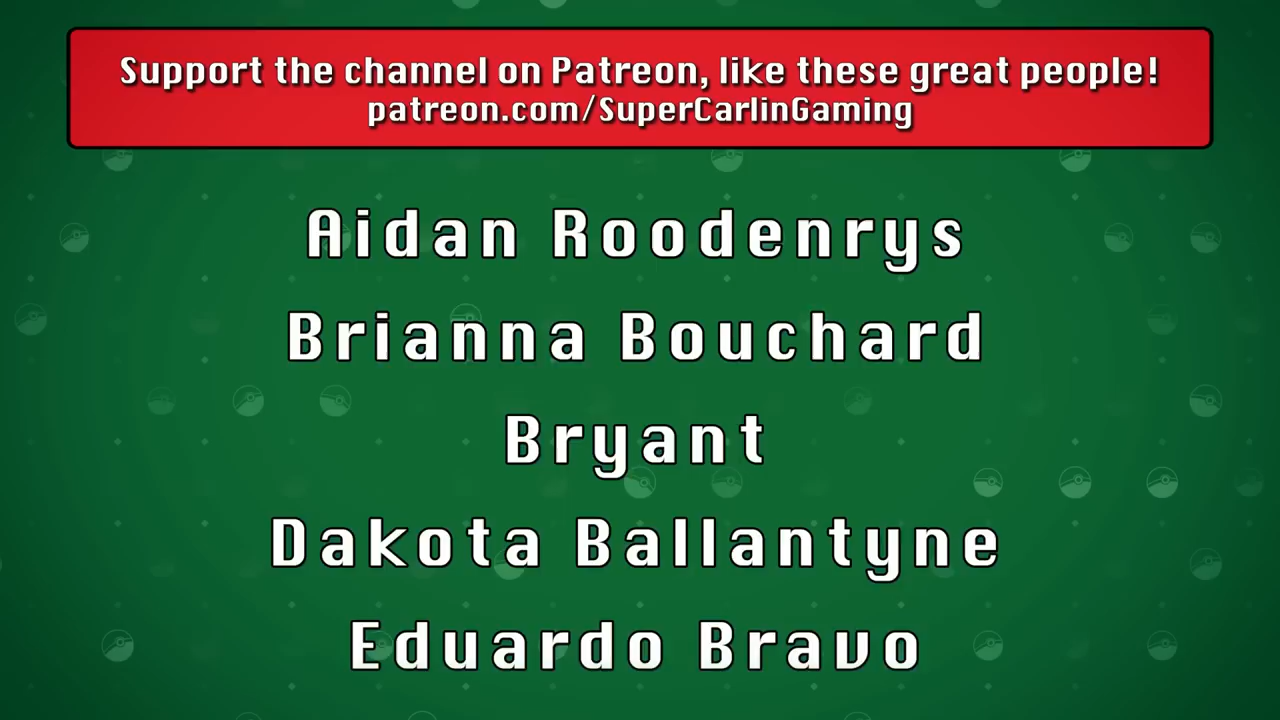 Support the channel on Patreon, like these great people!
patreon.com/SuperCarlinGaming
Aidan Roodenrys
Brianna Bouchard
Bryant
Dakota Ballantyne
Eduardo Bravo